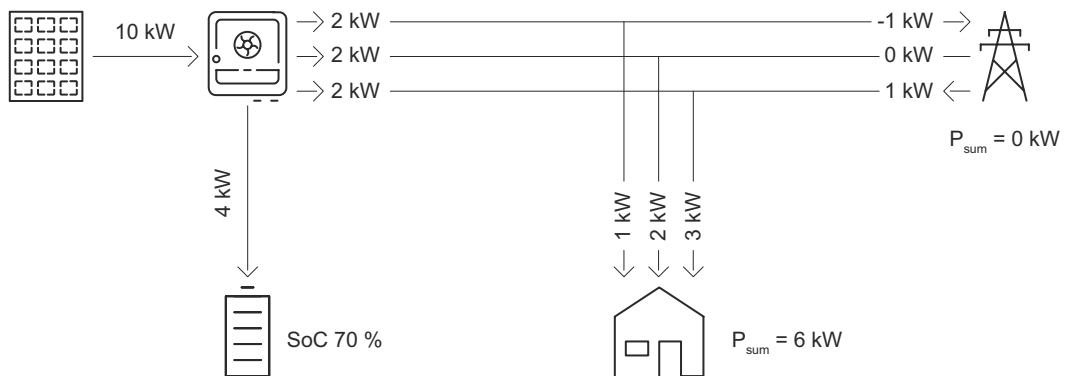 10 kW
2 kW
-1 kW
2 kW
0 kW
2 kW
1 kW
P_sum = 0 kW
4 kW
1 kW
2 kW
3 kW
SoC 70 %
P_sum = 6 kW